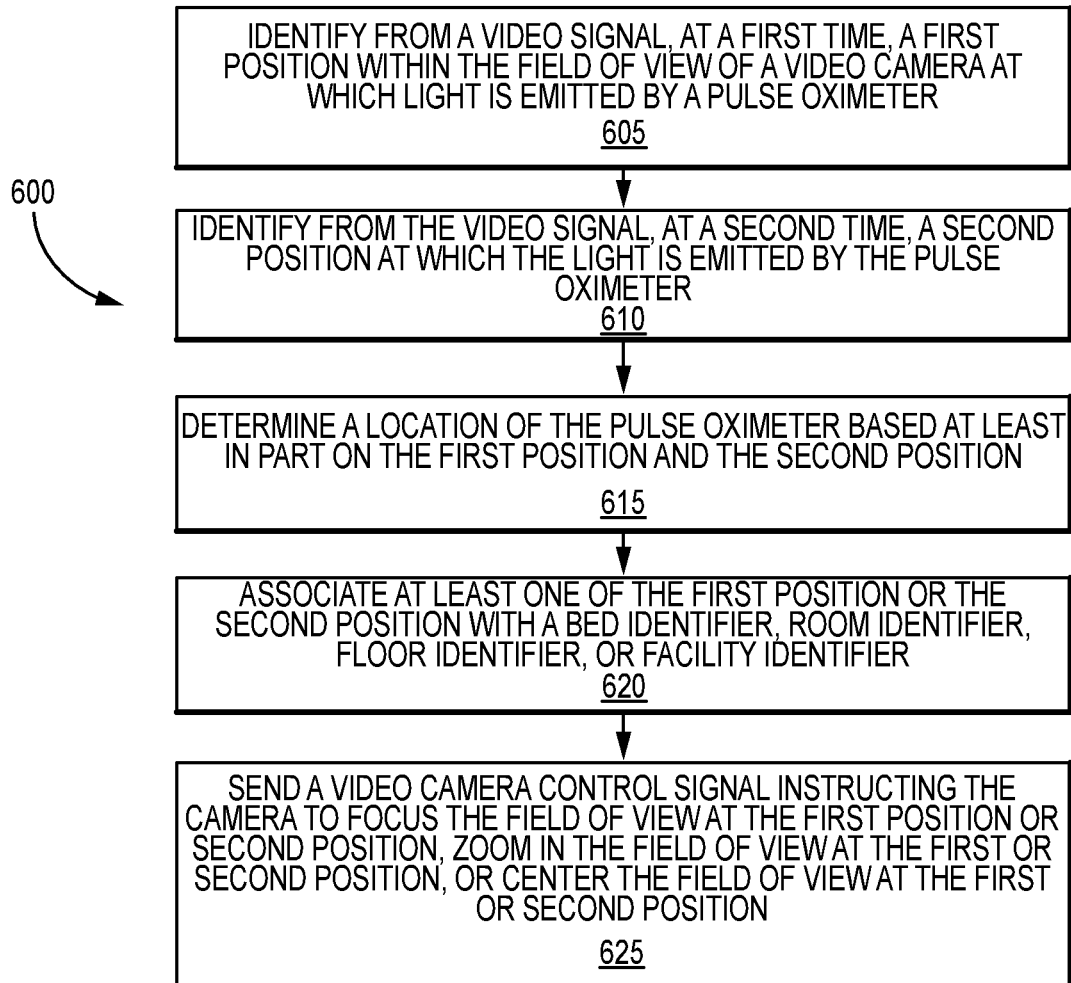 IDENTIFY FROM A VIDEO SIGNAL, AT A FIRST TIME, A FIRST
POSITION WITHIN THE FIELD OF VIEW OF A VIDEO CAMERA AT
WHICH LIGHT IS EMITTED BY A PULSE OXIMETER
605
600
IDENTIFY FROM THE VIDEO SIGNAL, AT A SECOND TIME, A SECOND
POSITION AT WHICH THE LIGHT IS EMITTED BY THE PULSE
OXIMETER
610
DETERMINE A LOCATION OF THE PULSE OXIMETER BASED AT LEAST
IN PART ON THE FIRST POSITION AND THE SECOND POSITION
615
ASSOCIATE AT LEAST ONE OF THE FIRST POSITION OR THE
SECOND POSITION WITH A BED IDENTIFIER, ROOM IDENTIFIER,
FLOOR IDENTIFIER, OR FACILITY IDENTIFIER
620
SEND A VIDEO CAMERA CONTROL SIGNAL INSTRUCTING THE
CAMERA TO FOCUS THE FIELD OF VIEW AT THE FIRST POSITION OR
SECOND POSITION, ZOOM IN THE FIELD OF VIEW AT THE FIRST OR
SECOND POSITION, OR CENTER THE FIELD OF VIEW AT THE FIRST
OR SECOND POSITION
625